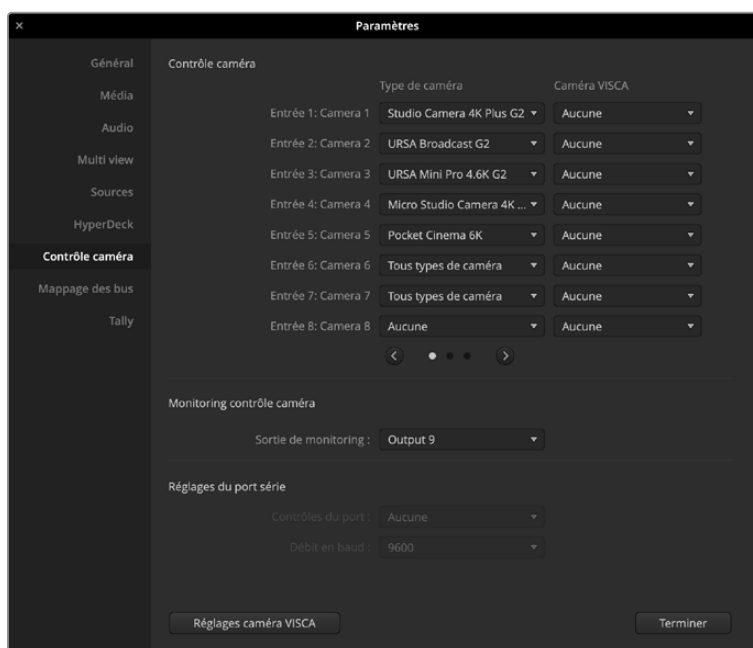 Paramètres
Général
Média
Audio
Multi view
Sources
HyperDeck
Contrôle caméra
Mappage des bus
Tally
Contrôle caméra
Type de caméra Caméra VISCA
Entrée 1: Camera 1 Studio Camera 4K Plus G2 Aucune
Entrée 2: Camera 2 URSA Broadcast G2 Aucune
Entrée 3: Camera 3 URSA Mini Pro 4.6K G2 Aucune
Entrée 4: Camera 4 Micro Studio Camera 4K ... Aucune
Entrée 5: Camera 5 Pocket Cinema 6K Aucune
Entrée 6: Camera 6 Tous types de caméra Aucune
Entrée 7: Camera 7 Tous types de caméra Aucune
Entrée 8: Camera 8 Aucune Aucune
Monitoring contrôle caméra
Sortie de monitoring : Output 9
Réglages du port série
Contrôles du port : Aucune
Débit en baud : 9600
Réglages caméra VISCA Terminer